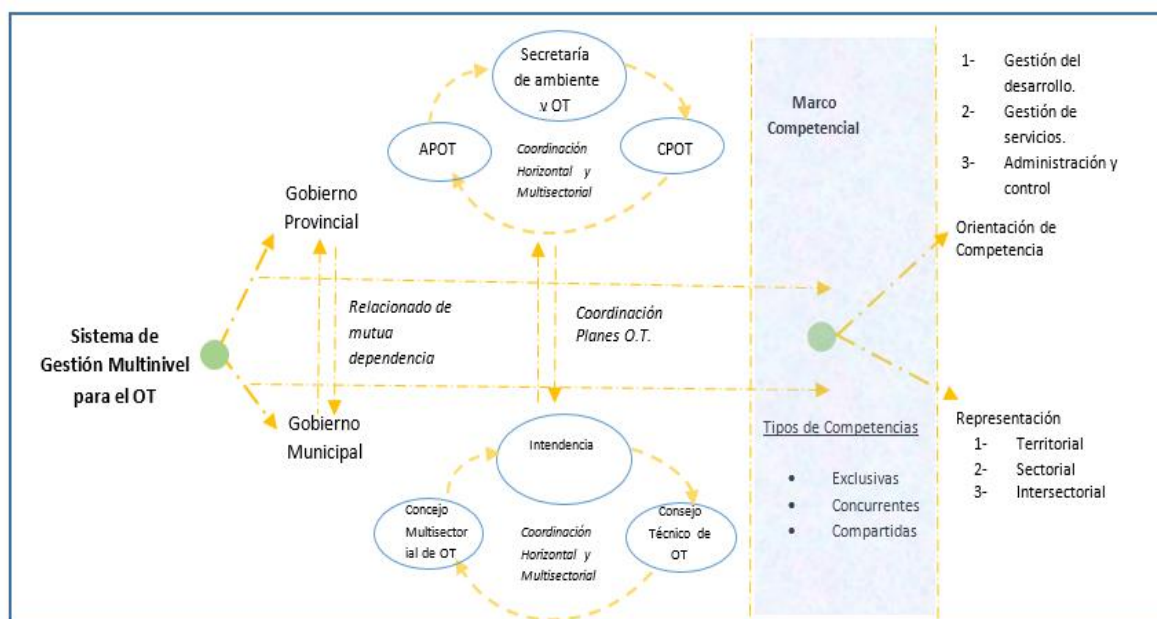 Sistema de
Gestión Multinivel
para el OT
Gobierno
Provincial
Relacionado de
mutua
dependencia
Gobierno
Municipal
Secretaría
de ambiente
y OT
APOT
CPOT
Coordinación
Horizontal y
Multisectorial
Coordinación
Planes O.T.
Intendencia
Concejo
Multisector
ial de OT
Consejo
Técnico de
OT
Coordinación
Horizontal y
Multisectorial
Marco
Competencial
Tipos de Competencias
• Exclusivas
• Concurrentes
• Compartidas
1- Gestión del
desarrollo.
2- Gestión de
servicios.
3- Administración y
control
Orientación de
Competencia
Representación
1- Territorial
2- Sectorial
3- Intersectorial